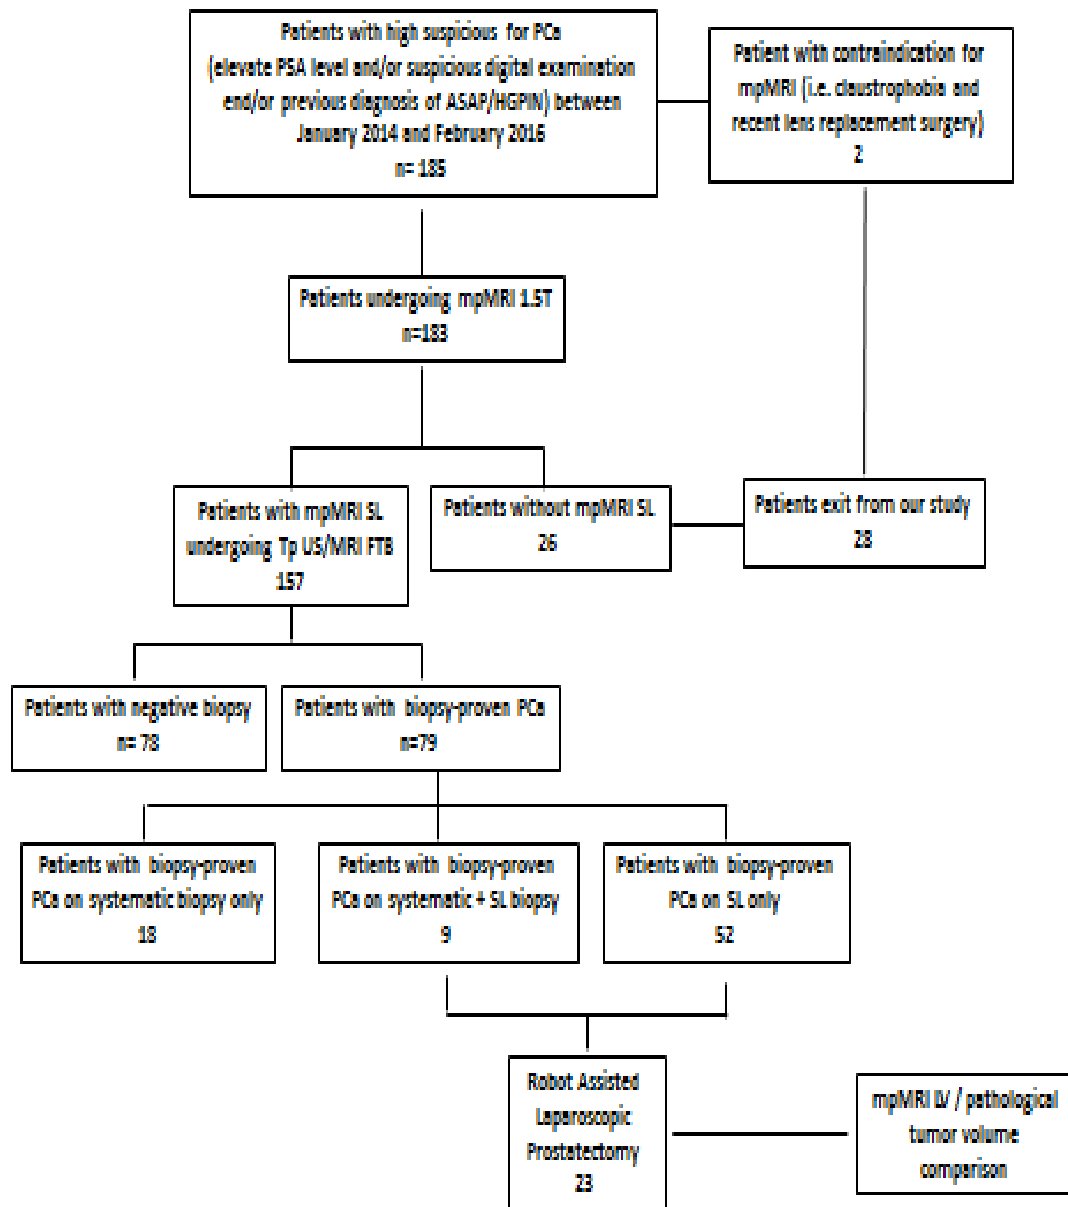 Patients with high suspicious for PCa
(elevate PSA level and/or suspicious digital examination
end/or previous diagnosis of ASAP/HGPIN) between
January 2014 and February 2016
n= 185
Patient with contraindication for
mpMRI (i.e. claustrophobia and
recent lens replacement surgery)
2
Patients undergoing mpMRI 1.5T
n=183
Patients with mpMRI SL
undergoing Tp US/MRI FTB
157
Patients without mpMRI SL
26
Patients exit from our study
28
Patients with negative biopsy
n= 78
Patients with biopsy-proven PCa
n=79
Patients with biopsy-proven
PCa on systematic biopsy only
18
Patients with biopsy-proven
PCa on systematic + SL biopsy
9
Patients with biopsy-proven
PCa on SL only
52
Robot Assisted
Laparoscopic
Prostatectomy
23
mpMRI LV / pathological
tumor volume
comparison